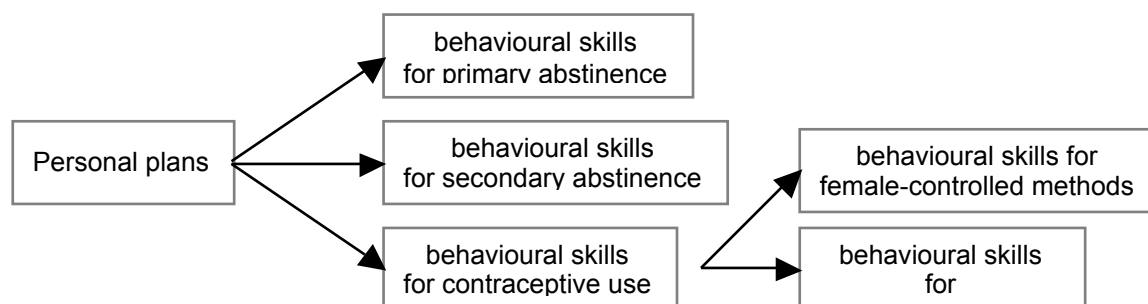 behavioural skills
for primary abstinence
Personal plans
behavioural skills
for secondary abstinence
behavioural skills for
female-controlled methods
behavioural skills
for contraceptive use
behavioural skills
for